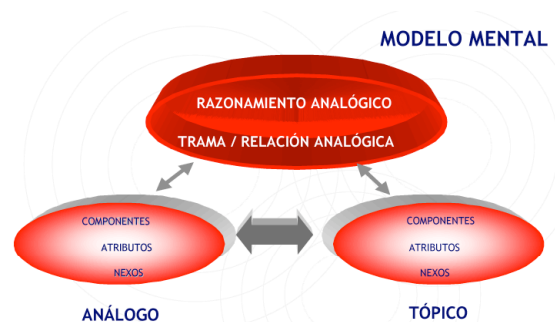 MODELO MENTAL
RAZONAMIENTO ANALÓGICO
TRAMA / RELACIÓN ANALÓGICA
COMPONENTES
ATRIBUTOS
NEXOS
ANÁLOGO
COMPONENTES
ATRIBUTOS
NEXOS
TÓPICO